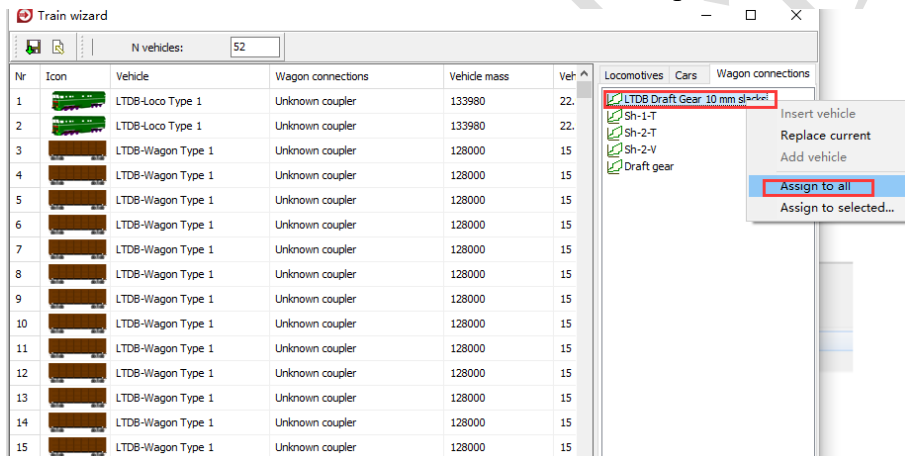 Train wizard
N vehicles: 52
Nr Icon Vehicle Wagon connections Vehicle mass Veh
1 LTDB-Loco Type 1 Unknown coupler 133980 22.
2 LTDB-Loco Type 1 Unknown coupler 133980 22.
3 LTDB-Wagon Type 1 Unknown coupler 128000 15
4 LTDB-Wagon Type 1 Unknown coupler 128000 15
5 LTDB-Wagon Type 1 Unknown coupler 128000 15
6 LTDB-Wagon Type 1 Unknown coupler 128000 15
7 LTDB-Wagon Type 1 Unknown coupler 128000 15
8 LTDB-Wagon Type 1 Unknown coupler 128000 15
9 LTDB-Wagon Type 1 Unknown coupler 128000 15
10 LTDB-Wagon Type 1 Unknown coupler 128000 15
11 LTDB-Wagon Type 1 Unknown coupler 128000 15
12 LTDB-Wagon Type 1 Unknown coupler 128000 15
13 LTDB-Wagon Type 1 Unknown coupler 128000 15
14 LTDB-Wagon Type 1 Unknown coupler 128000 15
15 LTDB-Wagon Type 1 Unknown coupler 128000 15
Locomotives Cars Wagon connections
LTDB Draft Gear 10 mm
Sh-1-T
Sh-2-T
Sh-2-V
Draft gear
Insert vehicle
Replace current
Add vehicle
Assign to all
Assign to selected...